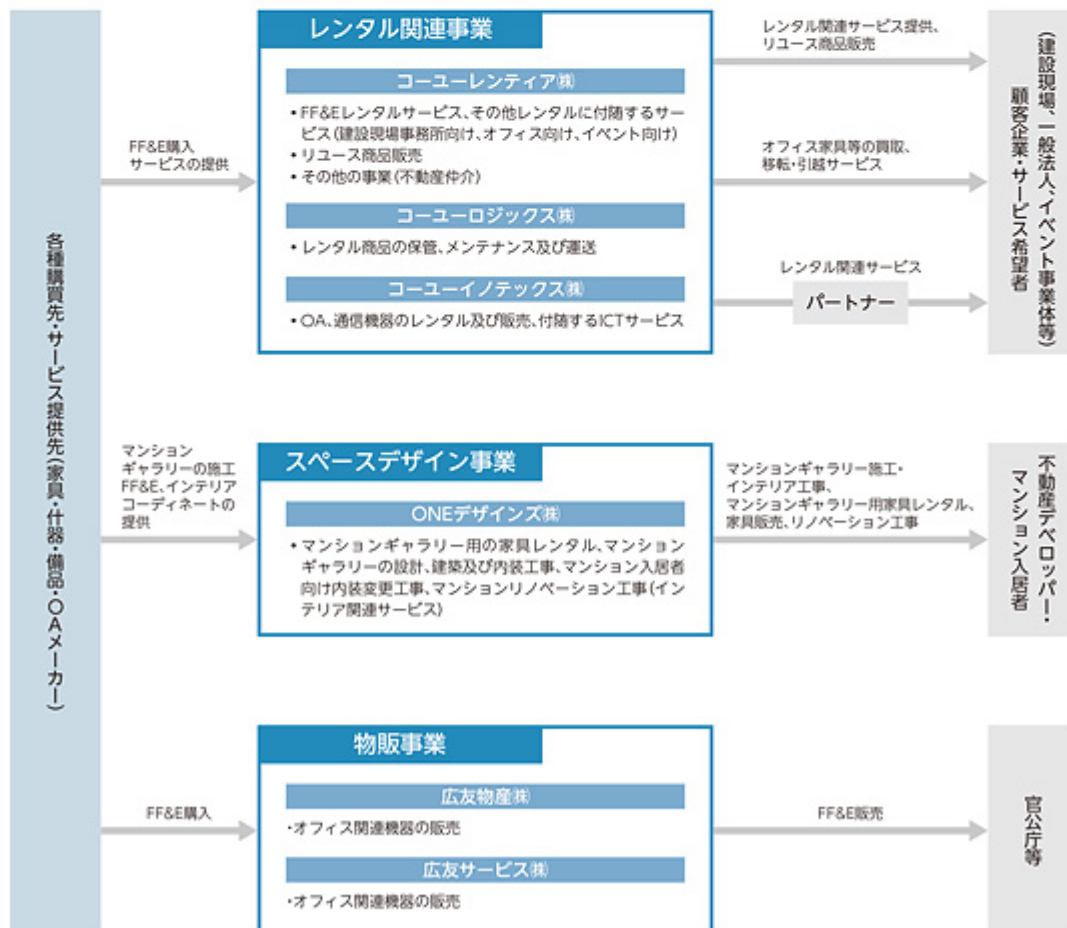 各種購買先・サービス提供先(家具・什器・備品・OAメーカー)
FF&E購入
サービスの提供
レンタル関連事業
コーユーレンティア㈱
•FF&Eレンタルサービス、その他レンタルに付随するサー
ビス(建設現場事務所向け、オフィス向け、イベント向け)
•リユース商品販売
•その他の事業(不動産仲介)
コーユーロジックス㈱
•レンタル商品の保管、メンテナンス及び運送
コーユーイノテックス㈱
•OA、通信機器のレンタル及び販売、付随するICTサービス
レンタル関連サービス提供、
リユース商品販売
オフィス家具等の買取、
移転・引越サービス
レンタル関連サービス
パートナー
(建設現場、一般法人、イベント事業体等)
顧客企業・サービス希望者
マンション
ギャラリーの施工
FF&E、インテリア
コーディネートの
提供
スペースデザイン事業
ONEデザインズ㈱
•マンションギャラリー用の家具レンタル、マンション
ギャラリーの設計、建築及び内装工事、マンション入居者
向け内装変更工事、マンションリノベーション工事(イン
テリア関連サービス)
マンションギャラリー施工・
インテリア工事、
マンションギャラリー用家具レンタル、
家具販売、リノベーション工事
不動産デベロッパー・
マンション入居者
FF&E購入
物販事業
広友物産㈱
・オフィス関連機器の販売
広友サービス㈱
・オフィス関連機器の販売
FF&E販売
官公庁等